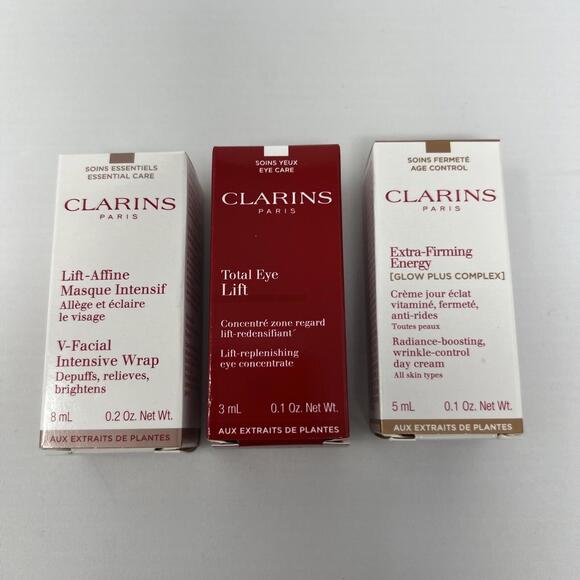 SOINS ESSENTIELS
ESSENTIAL CARE
CLARINS
PARIS
Lift-Affine
Masque Intensif
Allège et éclaire
le visage
V-Facial
Intensive Wrap
Depuffs, relieves,
brightens
8 mL 0.2 Oz. Net Wt.
AUX EXTRAITS DE PLANTES
SOINS YEUX
EYE CARE
CLARINS
PARIS
Total Eye
Lift
Concentré zone regard
lift-redensifiant
Lift-replenishing
eye concentrate
3 mL 0.1 Oz. Net Wt.
AUX EXTRAITS DE PLANTES
SOINS FERMETÉ
AGE CONTROL
CLARINS
PARIS
Extra-Firming
Energy
[GLOW PLUS COMPLEX]
Crème jour éclat
vitaminé, fermeté,
anti-rides
Toutes peaux
Radiance-boosting,
wrinkle-control
day cream
All skin types
5 mL 0.1 Oz. Net Wt.
AUX EXTRAITS DE PLANTES